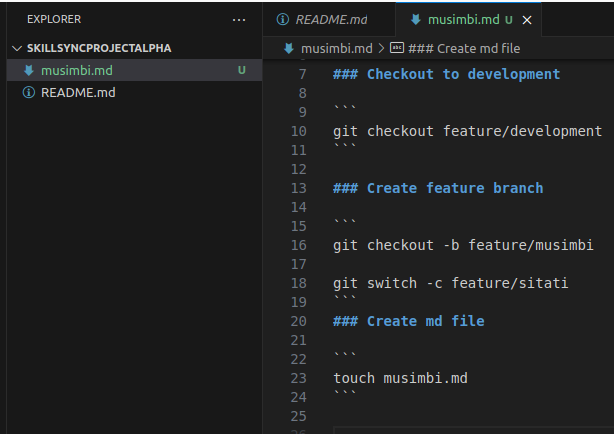 EXPLORER ...
SKILLSYNCPROJECTALPHA
musimbi.md U
README.md
README.md musimbi.md U
musimbi.md > ### Create md file
7 ### Checkout to development
8
9 ```
10 git checkout feature/development
11 ```
12
13 ### Create feature branch
14
15 ```
16 git checkout -b feature/musimbi
17
18 git switch -c feature/sitati
19 ```
20 ### Create md file
21
22 ```
23 touch musimbi.md
24 ```
25